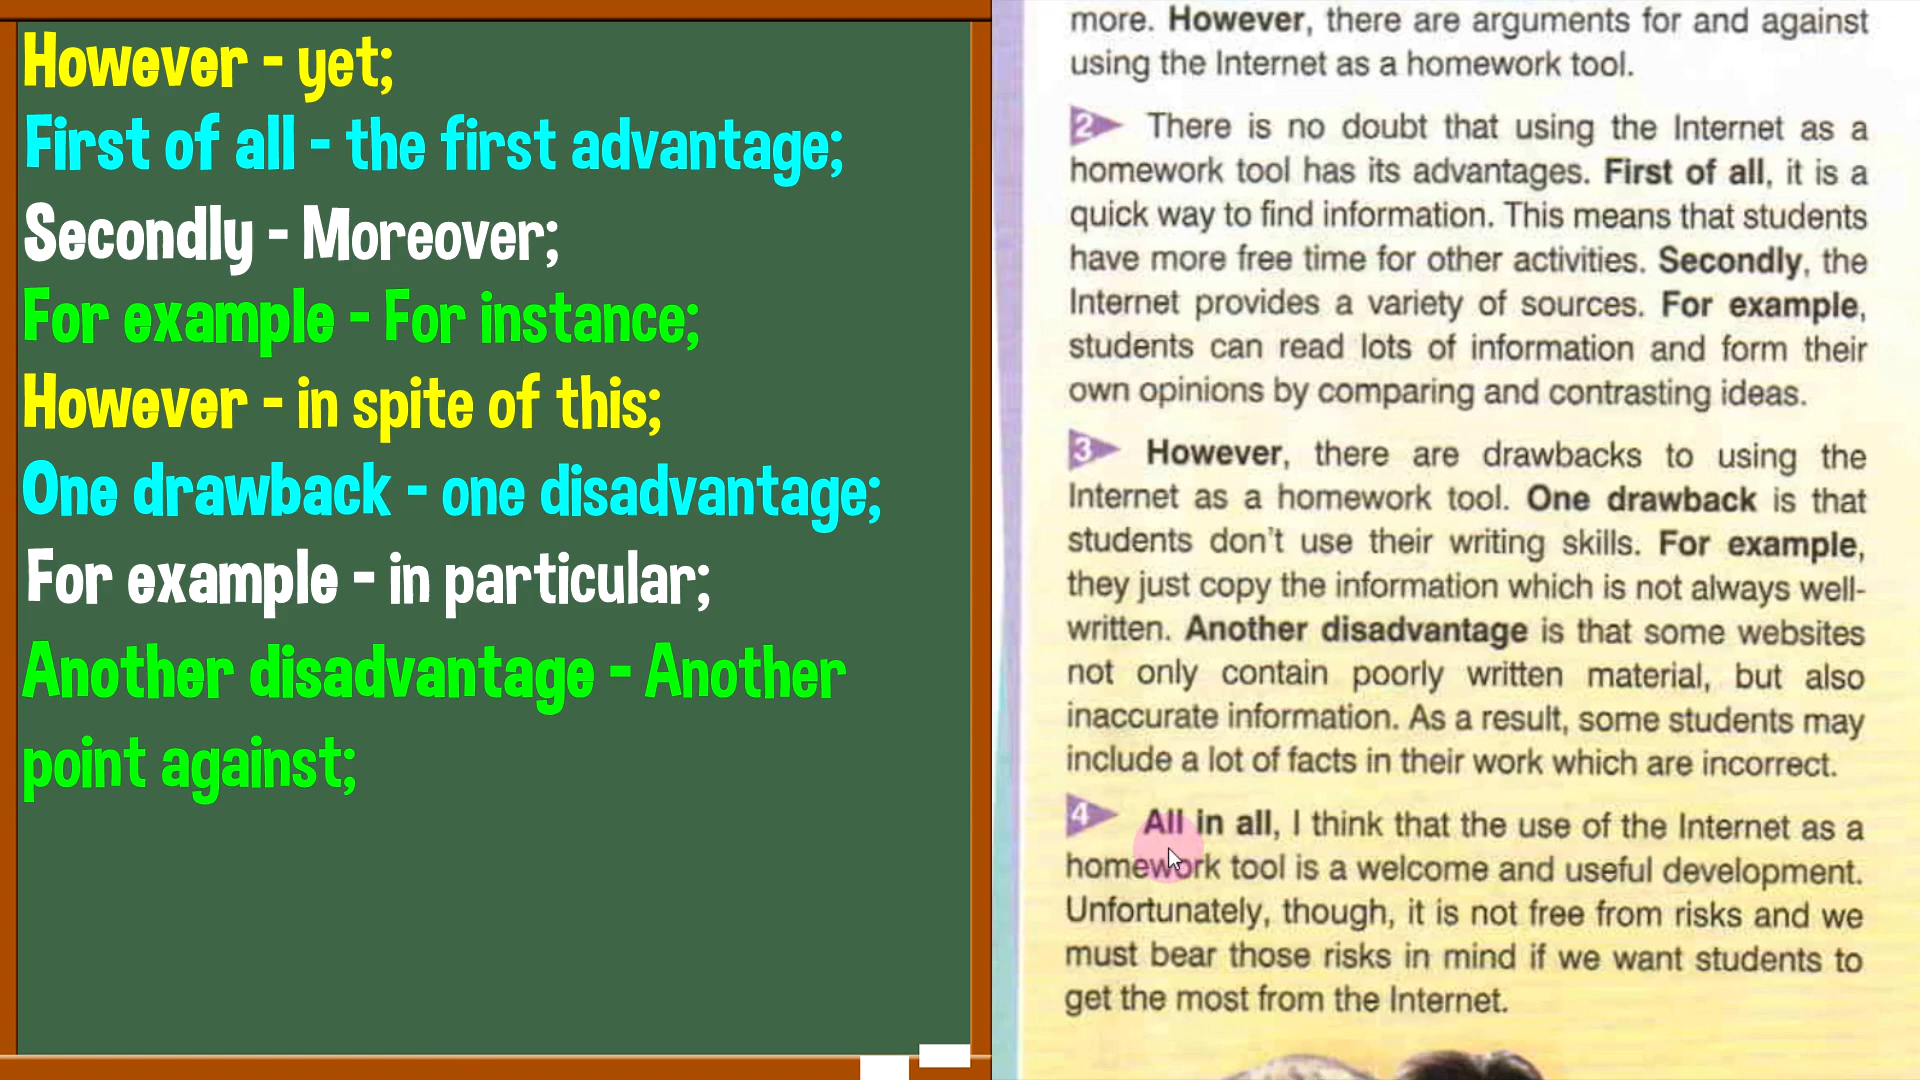 However - yet;
First of all - the first advantage;
Secondly - Moreover;
For example - For instance;
However - in spite of this;
One drawback - one disadvantage;
For example - in particular;
Another disadvantage - Another
point against;
more. However, there are arguments for and against
using the Internet as a homework tool.
2 There is no doubt that using the Internet as a
homework tool has its advantages. First of all, it is a
quick way to find information. This means that students
have more free time for other activities. Secondly, the
Internet provides a variety of sources. For example,
students can read lots of information and form their
own opinions by comparing and contrasting ideas.
3 However, there are drawbacks to using the
Internet as a homework tool. One drawback is that
students don't use their writing skills. For example,
they just copy the information which is not always well-
written. Another disadvantage is that some websites
not only contain poorly written material, but also
inaccurate information. As a result, some students may
include a lot of facts in their work which are incorrect.
4 All in all, I think that the use of the Internet as a
homework tool is a welcome and useful development.
Unfortunately, though, it is not free from risks and we
must bear those risks in mind if we want students to
get the most from the Internet.